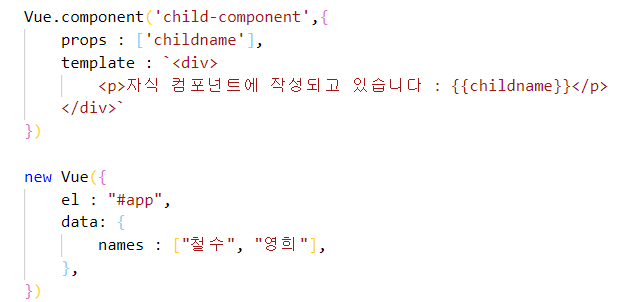 Vue.component('child-component',{
    props : ['childname'],
    template : `<div>
        <p>자식 컴포넌트에 작성되고 있습니다 : {{childname}}</p>
    </div>`
})

new Vue({
    el : "#app",
    data: {
        names : ["철수", "영희"],
    },
})